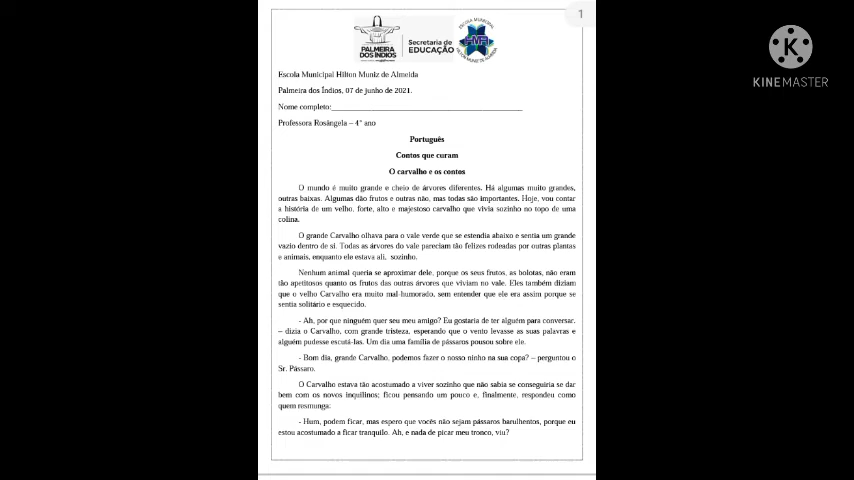 1
K
KINEMASTER
PALMEIRA
DOS ÍNDIOS
Secretaria de
EDUCAÇÃO
ESCOLA MUNICIPAL
HMA
HILTON MUNIZ DE ALMEIDA
Escola Municipal Hilton Muniz de Almeida
Palmeira dos Índios, 07 de junho de 2021.
Nome completo:
Professora Rosângela – 4° ano
Português
Contos que curam
O carvalho e os contos
O mundo é muito grande e cheio de árvores diferentes. Há algumas muito grandes,
outras baixas. Algumas dão frutos e outras não, mas todas são importantes. Hoje, vou contar
a história de um velho, forte, alto e majestoso carvalho que vivia sozinho no topo de uma
colina.
O grande Carvalho olhava para o vale verde que se estendia abaixo e sentia um grande
vazio dentro de si. Todas as árvores do vale pareciam tão felizes rodeadas por outras plantas
e animais, enquanto ele estava ali, sozinho.
Nenhum animal queria se aproximar dele, porque os seus frutos, as bolotas, não eram
tão apetitosos quanto os frutos das outras árvores que viviam no vale. Eles também diziam
que o velho Carvalho era muito mal-humorado, sem entender que ele era assim porque se
sentia solitário e esquecido.
- Ah, por que ninguém quer seu meu amigo? Eu gostaria de ter alguém para conversar.
– dizia o Carvalho, com grande tristeza, esperando que o vento levasse as suas palavras e
alguém pudesse escutá-las. Um dia uma família de pássaros pousou sobre ele.
- Bom dia, grande Carvalho, podemos fazer o nosso ninho na sua copa? – perguntou o
Sr. Pássaro.
O Carvalho estava tão acostumado a viver sozinho que não sabia se conseguiria se dar
bem com os novos inquilinos; ficou pensando um pouco e, finalmente, respondeu como
quem resmunga:
- Hum, podem ficar, mas espero que vocês não sejam pássaros barulhentos, porque eu
estou acostumado a ficar tranquilo. Ah, e nada de picar meu tronco, viu?